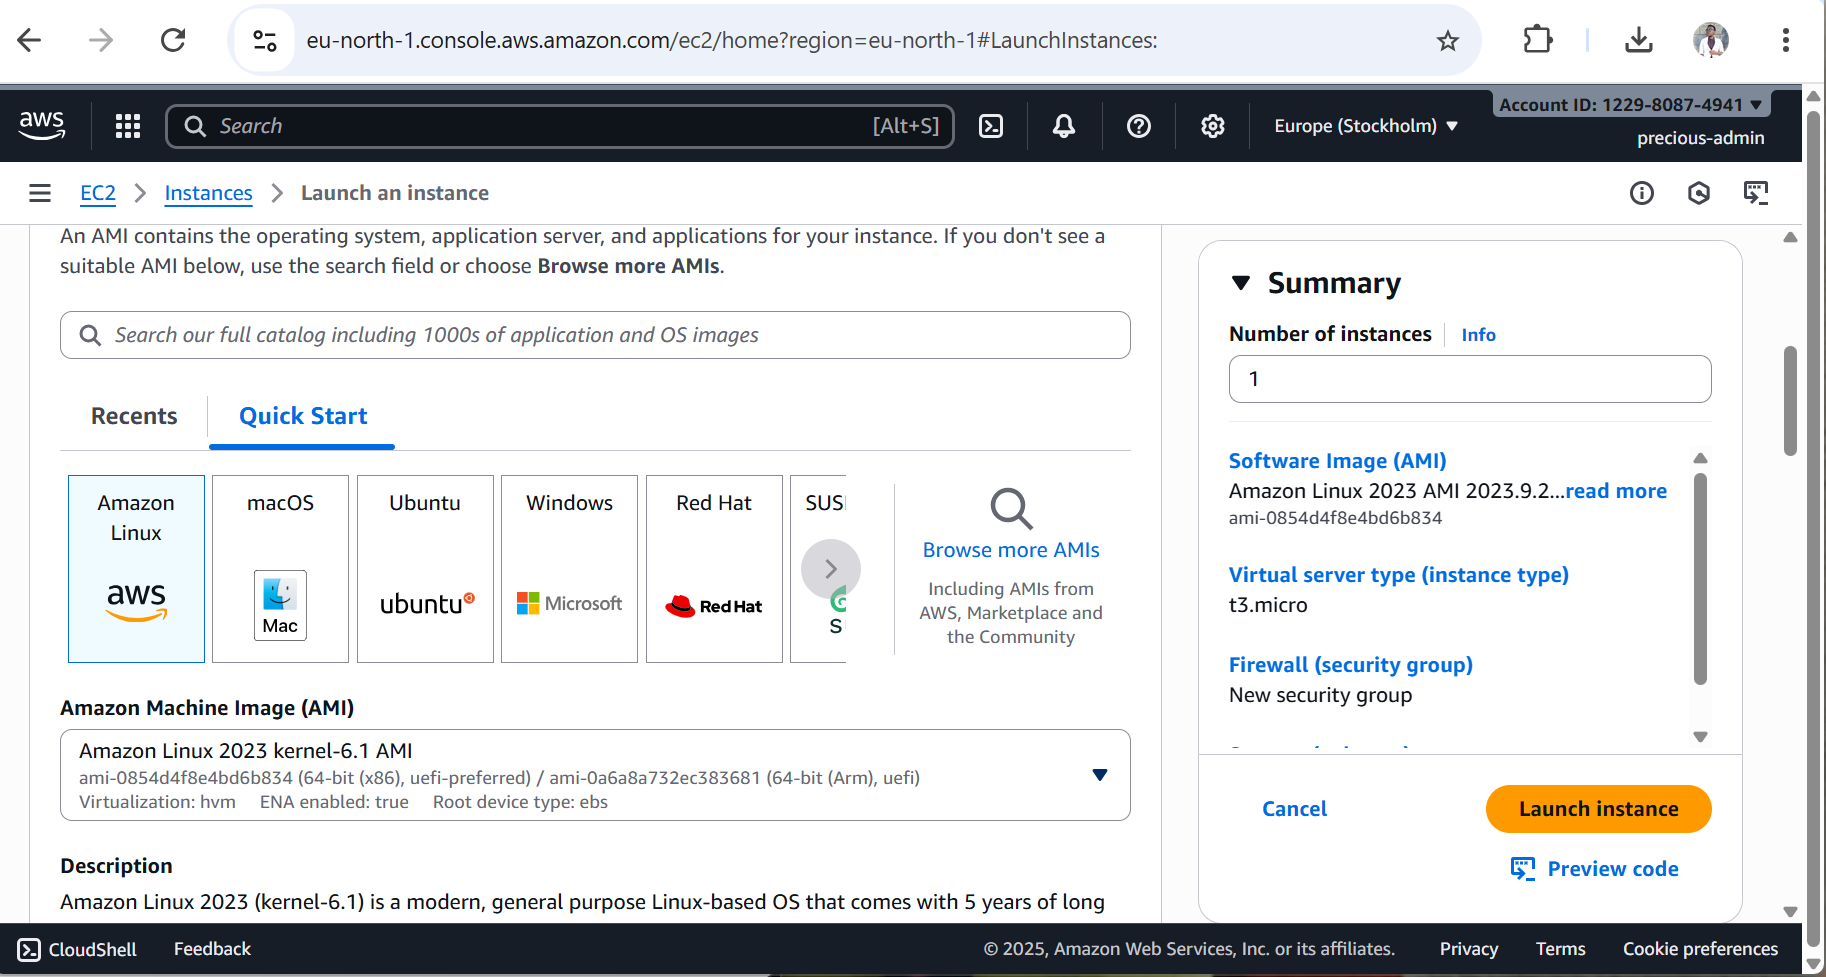 eu-north-1.console.aws.amazon.com/ec2/home?region=eu-north-1#LaunchInstances:
aws
Search
[Alt+S]
Europe (Stockholm)
Account ID: 1229-8087-4941
precious-admin
EC2
Instances
Launch an instance
An AMI contains the operating system, application server, and applications for your instance. If you don't see a
suitable AMI below, use the search field or choose Browse more AMIs.
Search our full catalog including 1000s of application and OS images
Recents
Quick Start
Amazon
Linux
aws
macOS
Mac
Ubuntu
ubuntu
Windows
Microsoft
Red Hat
Red Hat
SUS
S
Browse more AMIs
Including AMIs from
AWS, Marketplace and
the Community
Amazon Machine Image (AMI)
Amazon Linux 2023 kernel-6.1 AMI
ami-0854d4f8e4bd6b834 (64-bit (x86), uefi-preferred) / ami-0a6a8a732ec383681 (64-bit (Arm), uefi)
Virtualization: hvm ENA enabled: true Root device type: ebs
Description
Amazon Linux 2023 (kernel-6.1) is a modern, general purpose Linux-based OS that comes with 5 years of long
Summary
Number of instances
Info
1
Software Image (AMI)
Amazon Linux 2023 AMI 2023.9.2...read more
ami-0854d4f8e4bd6b834
Virtual server type (instance type)
t3.micro
Firewall (security group)
New security group
Cancel
Launch instance
Preview code
CloudShell
Feedback
© 2025, Amazon Web Services, Inc. or its affiliates.
Privacy
Terms
Cookie preferences